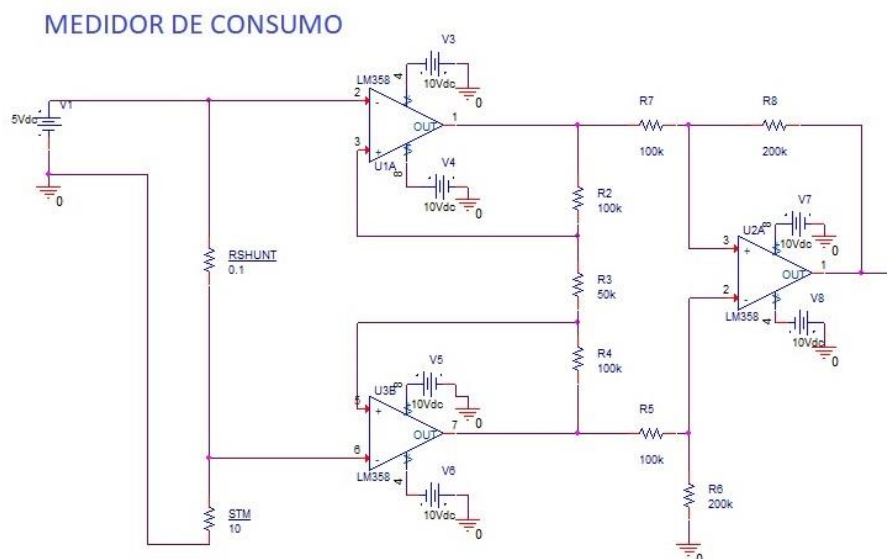 MEDIDOR DE CONSUMO
V3
LM358
4
10Vdc
0
V1
2
-
5Vdc
OUT
1
R7
R8
3
+
V4
100k
200k
0
U1A
8
10Vdc
0
R2
100k
V7
8
U2A
10Vdc
0
3
+
RSHUNT
0.1
R3
50k
OUT
1
2
-
V8
LM358
4
10Vdc
0
V5
R4
100k
U3B
8
10Vdc
0
5
+
R5
OUT
7
6
-
100k
V6
LM358
4
R6
200k
STM
10
10Vdc
0
0